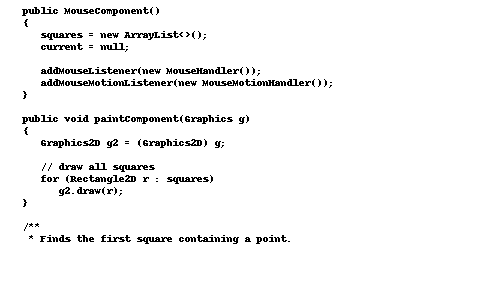 public MouseComponent()
{
   squares = new ArrayList<>();
   current = null;

   addMouseListener(new MouseHandler());
   addMouseMotionListener(new MouseMotionHandler());
}

public void paintComponent(Graphics g)
{
   Graphics2D g2 = (Graphics2D) g;

   // draw all squares
   for (Rectangle2D r : squares)
      g2.draw(r);
}

/**
 * Finds the first square containing a point.